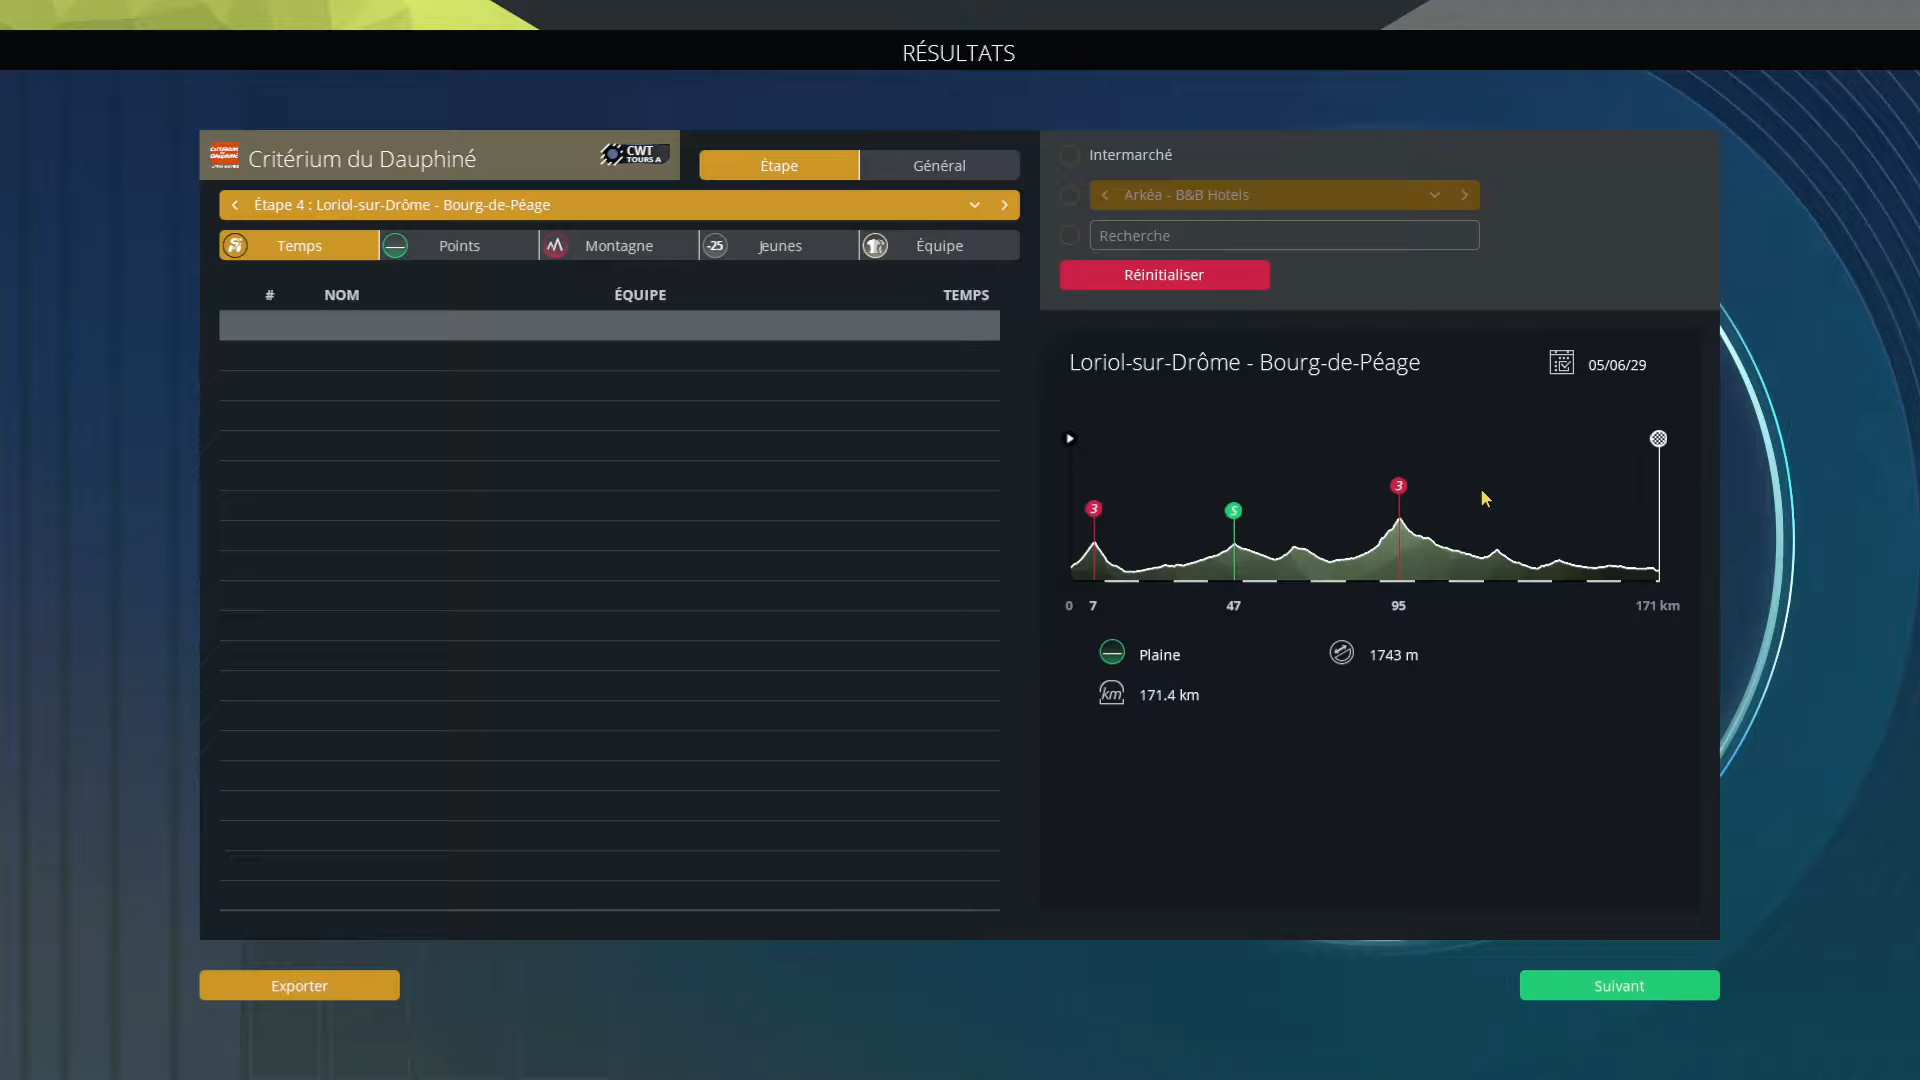 RÉSULTATS
Critérium du Dauphiné
CWT
TOURS A
Étape
Général
Étape 4 : Loriol-sur-Drôme - Bourg-de-Péage
Temps
Points
Montagne
-25
Jeunes
Équipe
#
NOM
ÉQUIPE
TEMPS
Intermarché
Arkéa - B&B Hotels
Recherche
Réinitialiser
Loriol-sur-Drôme - Bourg-de-Péage
05/06/29
3
S
3
0
7
47
95
171 km
Plaine
1743 m
km
171.4 km
Exporter
Suivant